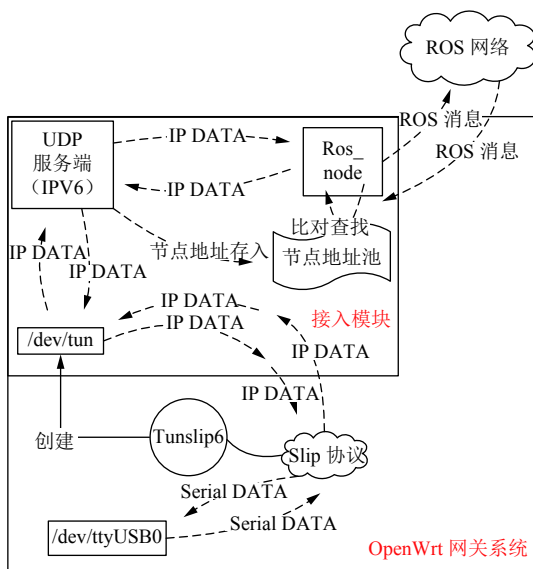 ROS 网络
ROS 消息
ROS 消息
UDP
服务端
（IPV6）
IP DATA
IP DATA
Ros_
node
比对查找
节点地址存入
节点地址池
IP DATA
IP DATA
IP DATA
IP DATA
接入模块
/dev/tun
IP DATA
IP DATA
创建
Tunslip6
Slip 协议
Serial DATA
Serial DATA
/dev/ttyUSB0
OpenWrt 网关系统